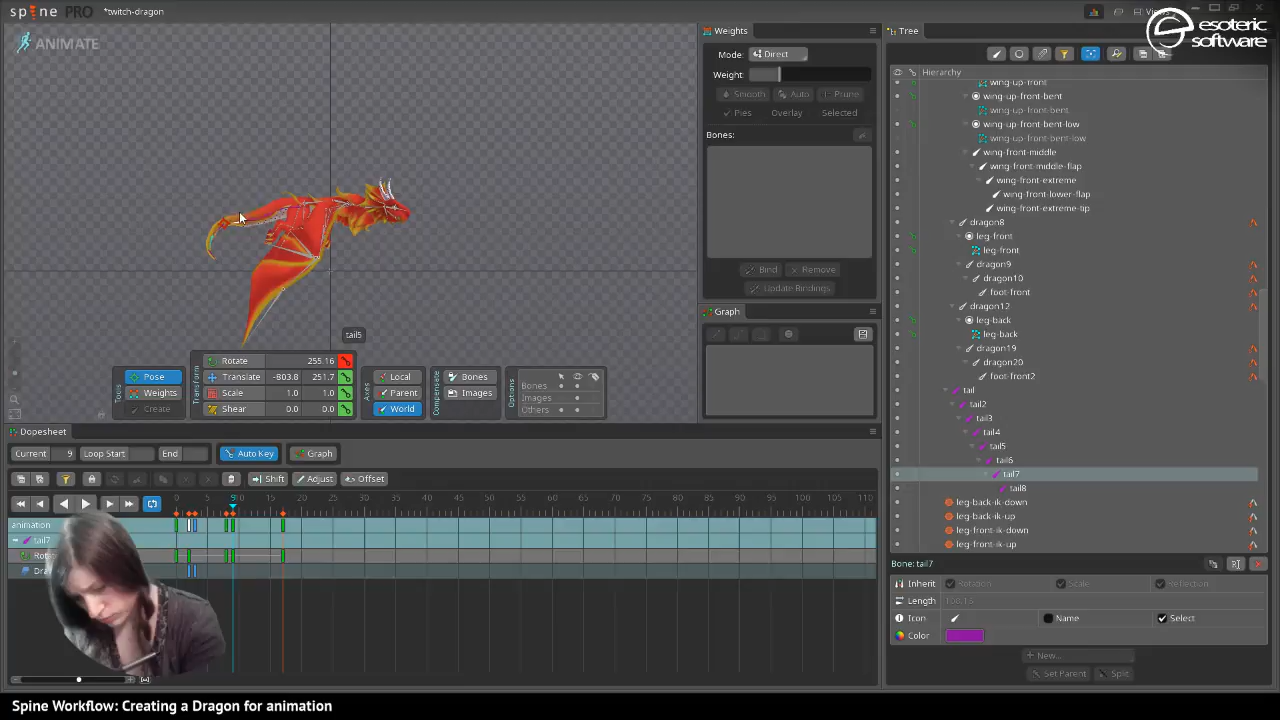 spine PRO *twitch-dragon
Views
esoteric
software
ANIMATE
Weights
Mode: Direct
Weight:
Smooth Auto Prune
Pies Overlay Selected
Bones:
Bind Remove
Update Bindings
Graph
Tree
Hierarchy
wing-up-front
wing-up-front-bent
wing-up-front-bent
wing-up-front-bent-low
wing-up-front-bent-low
wing-front-middle
wing-front-middle-flap
wing-front-extreme
wing-front-lower-flap
wing-front-extreme-tip
dragon8
leg-front
leg-front
dragon9
dragon10
foot-front
dragon12
leg-back
leg-back
dragon19
dragon20
foot-front2
tail
tail2
tail3
tail4
tail5
tail6
tail7
tail8
leg-back-ik-down
leg-back-ik-up
leg-front-ik-down
leg-front-ik-up
Bone: tail7
Inherit Rotation Scale Reflection
Length
Icon Name Select
Color
New...
Set Parent Split
tail5
Tools
Pose
Weights
Create
Transform
Rotate 255.16
Translate -803.8 251.7
Scale 1.0 1.0
Shear 0.0 0.0
Axes
Local
Parent
World
Compensate
Bones
Images
Options
Bones
Images
Others
Dopesheet
Current 9 Loop Start End Auto Key Graph
Shift Adjust Offset
0 5 9 10 15 20 25 30 35 40 45 50 55 60 65 70 75 80 85 90 95 100 105 110
animation
tail7
Spine Workflow: Creating a Dragon for animation